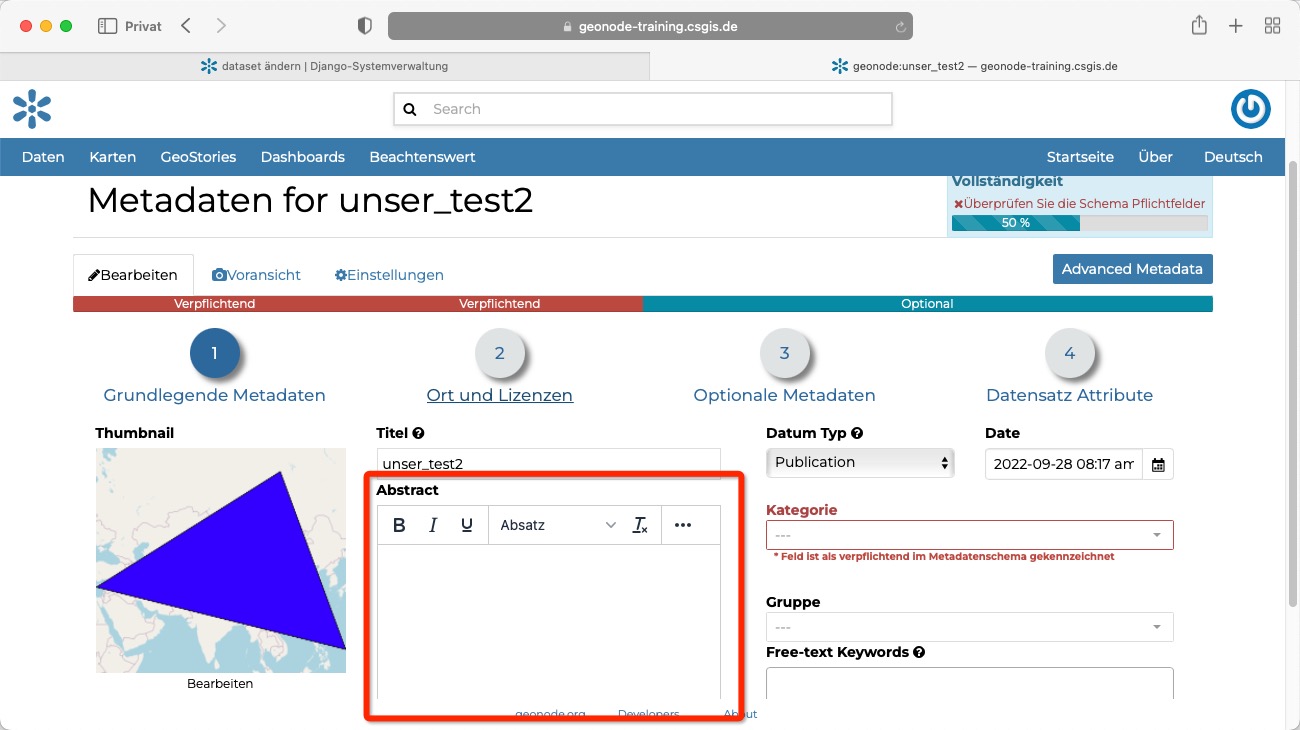 Privat
geonode-training.csgis.de
dataset ändern | Django-Systemverwaltung
geonode:unser_test2 — geonode-training.csgis.de
Search
Daten Karten GeoStories Dashboards Beachtenswert Startseite Über Deutsch
Metadaten for unser_test2
Vollständigkeit
Überprüfen Sie die Schema Pflichtfelder
50 %
Bearbeiten Voransicht Einstellungen Advanced Metadata
Verpflichtend Verpflichtend Optional
1 2 3 4
Grundlegende Metadaten Ort und Lizenzen Optionale Metadaten Datensatz Attribute
Thumbnail
Bearbeiten
Titel
unser_test2
Abstract
B I U Absatz
Datum Typ
Publication
Date
2022-09-28 08:17 am
Kategorie
---
* Feld ist als verpflichtend im Metadatenschema gekennzeichnet
Gruppe
---
Free-text Keywords
geonode.org Developers About